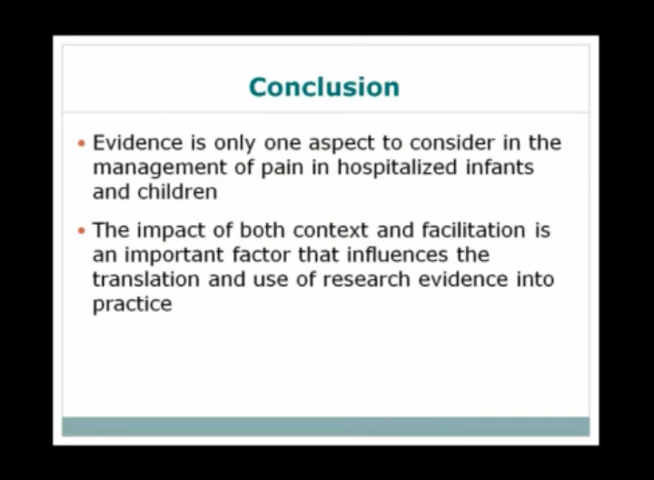 Conclusion
• Evidence is only one aspect to consider in the
management of pain in hospitalized infants
and children
• The impact of both context and facilitation is
an important factor that influences the
translation and use of research evidence into
practice